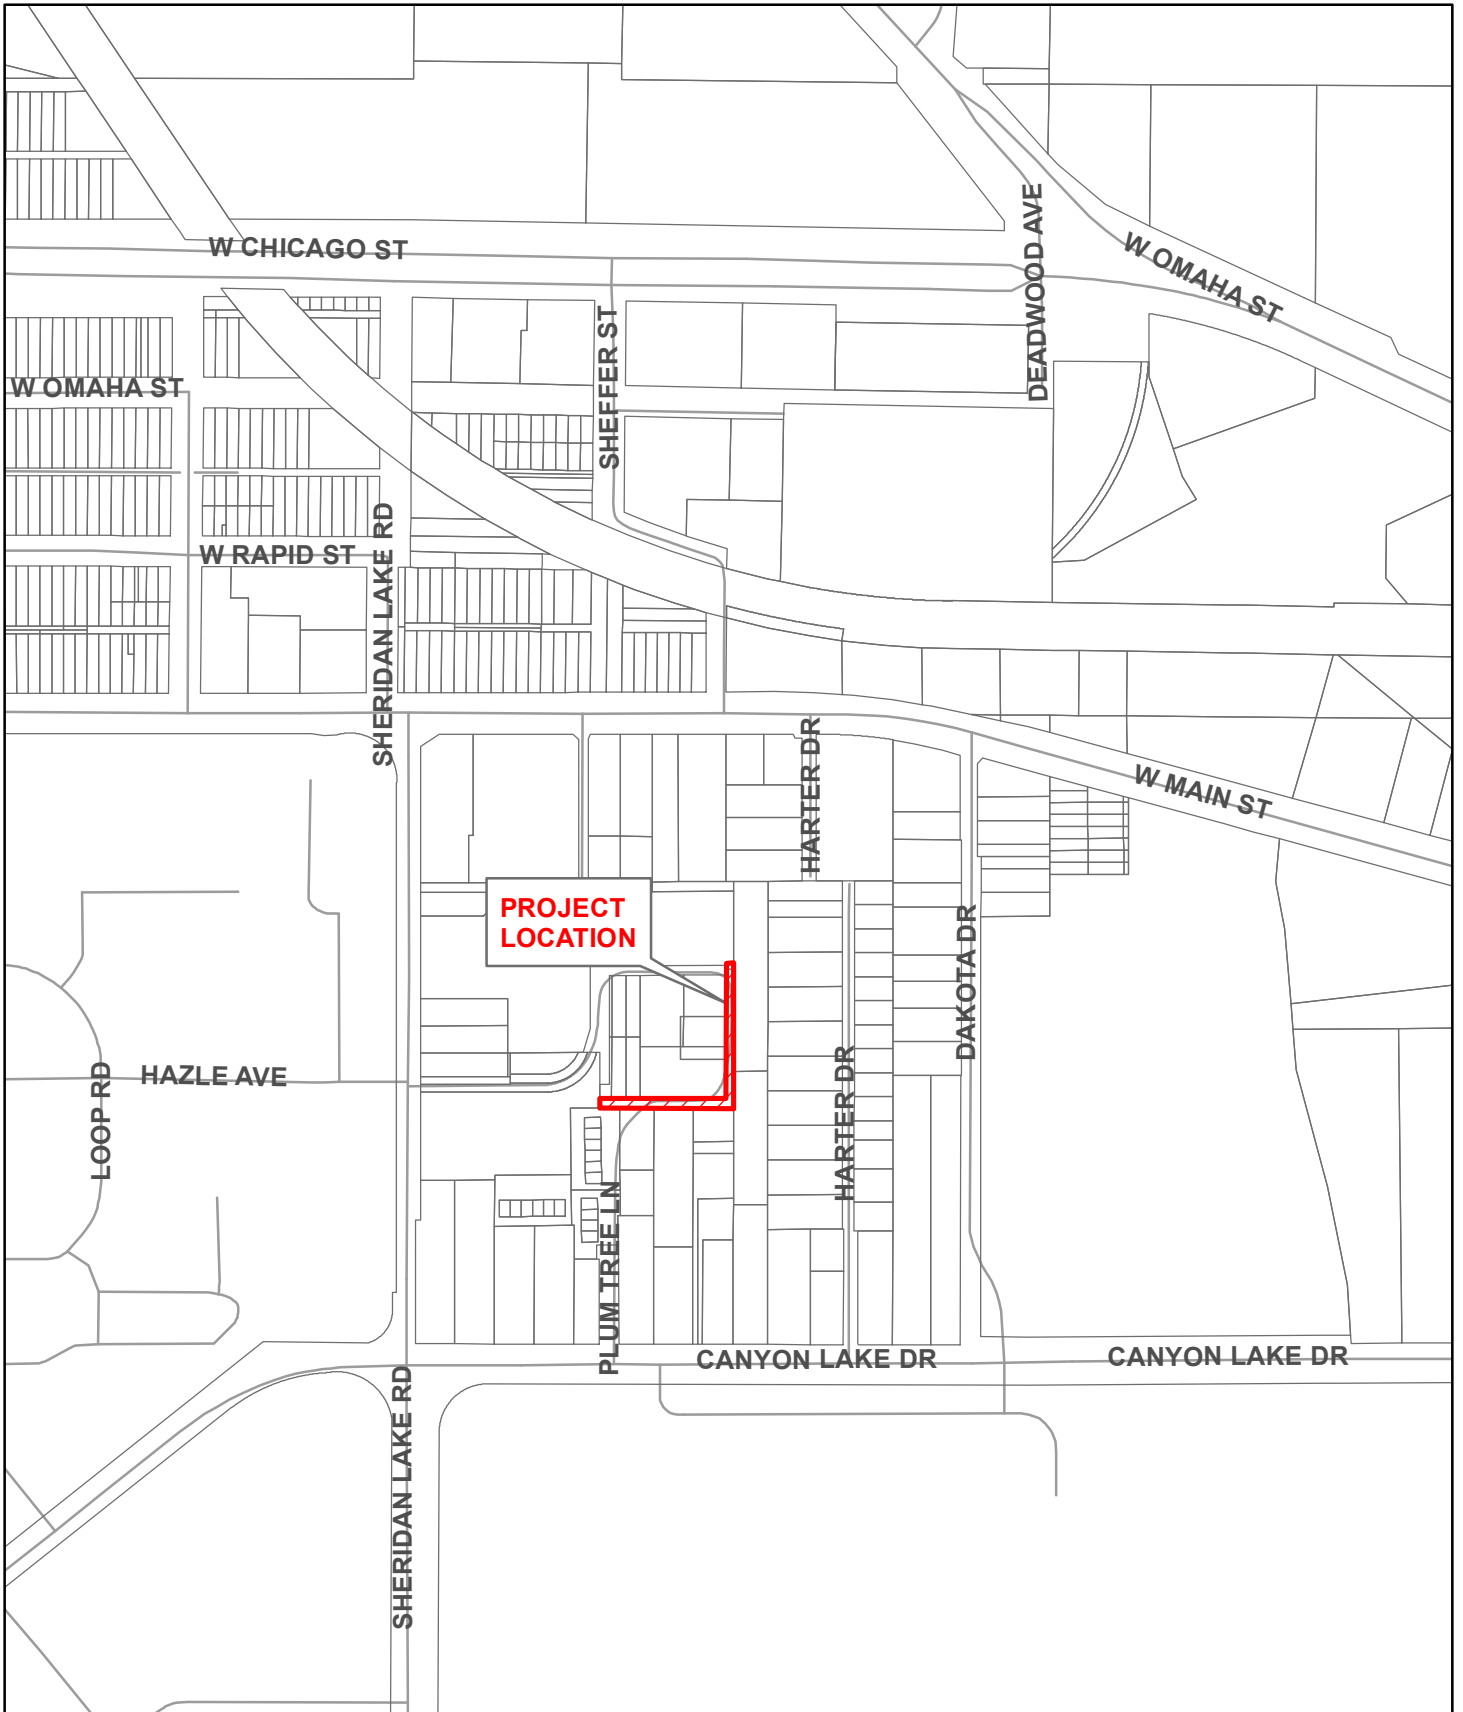 W CHICAGO ST
DEADWOOD AVE
W OMAHA ST
SHEFFER ST
W OMAHA ST
W RAPID ST
SHERIDAN LAKE RD
HARTER DR
W MAIN ST
PROJECT
LOCATION
DAKOTA DR
LOOP RD
HAZLE AVE
HARTER DR
PLUM TREE LN
CANYON LAKE DR
CANYON LAKE DR
SHERIDAN LAKE RD